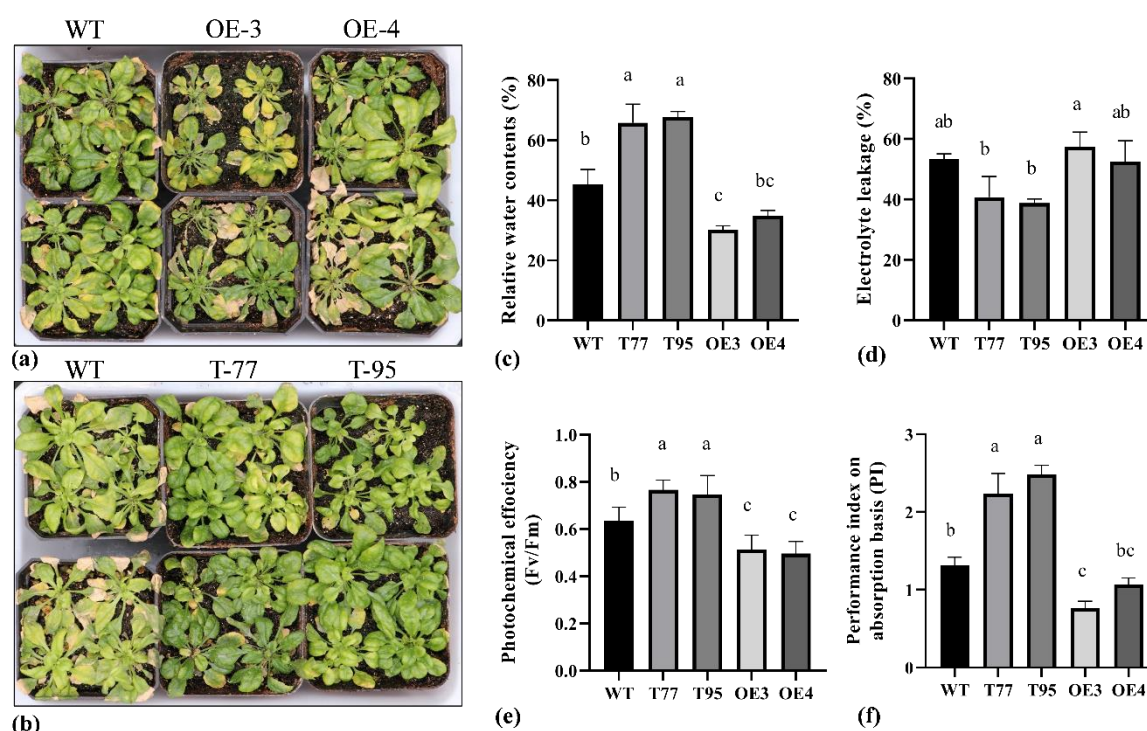 WT OE-3 OE-4
(a)
WT T-77 T-95
(b)
Relative water contents (%)
80
60
40
20
0
b a a c bc
WT T77 T95 OE3 OE4
(c)
Electrolyte leakage (%)
80
60
40
20
0
ab b b a ab
WT T77 T95 OE3 OE4
(d)
Photochemical effociency
(Fv/Fm)
1.0
0.8
0.6
0.4
0.2
0.0
b a a c c
WT T77 T95 OE3 OE4
(e)
Performance index on
absorption basis (PI)
3
2
1
0
b a a c bc
WT T77 T95 OE3 OE4
(f)